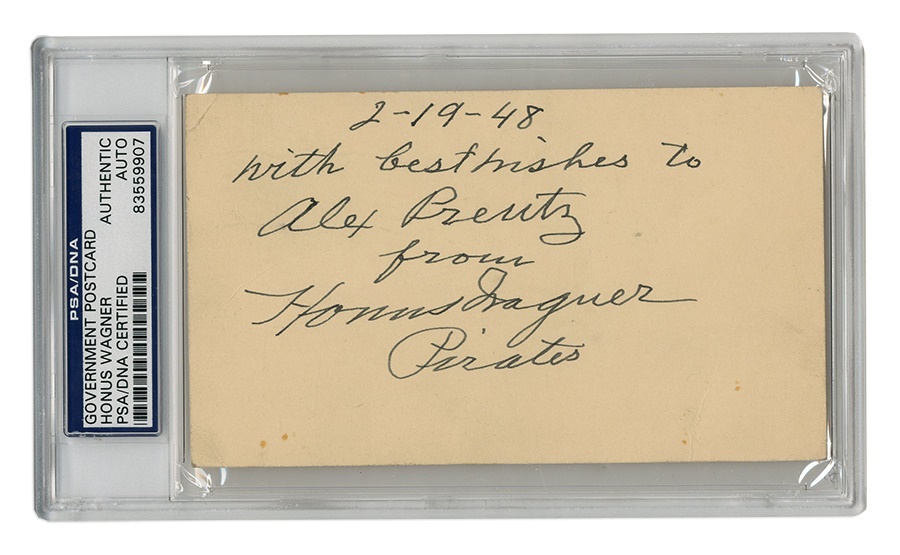 PSA/DNA
GOVERNMENT POSTCARD
HONUS WAGNER
PSA/DNA CERTIFIED
AUTHENTIC
AUTO
83559907
2-19-48
with best wishes to
Alex Preutz
from
Honus Wagner
Pirates